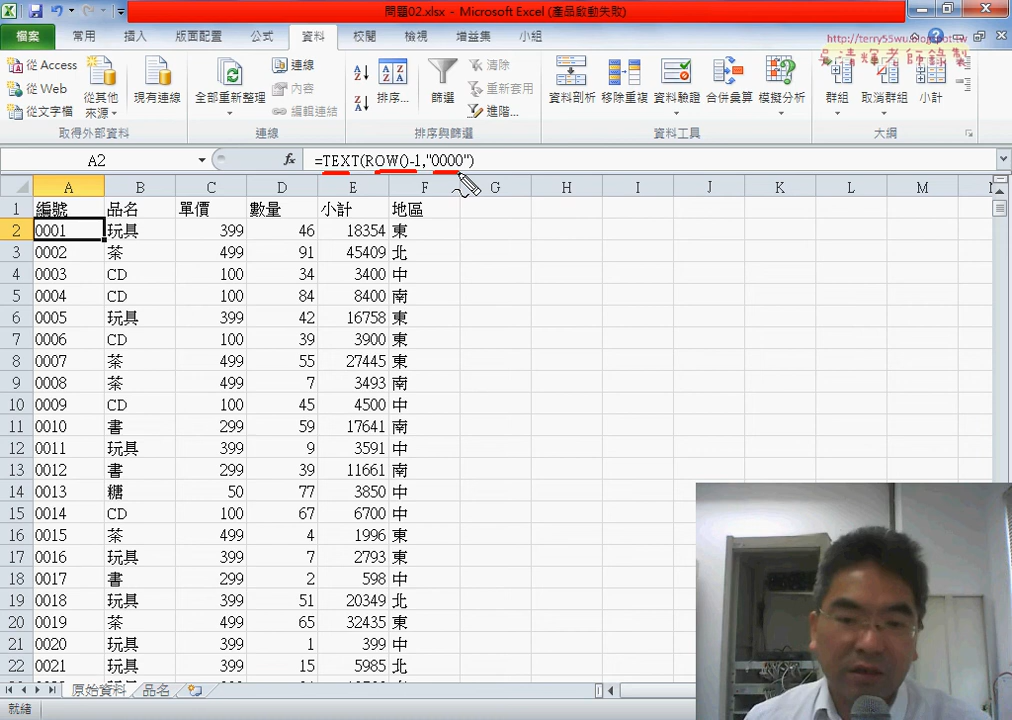 問題02.xlsx - Microsoft Excel (產品啟動失敗)
檔案 常用 插入 版面配置 公式 資料 校閱 檢視 增益集 小組
http://terry55wu.blogspot.tw
吳清輝老師錄製
從 Access
從 Web
從文字檔
從其他來源
現有連線
取得外部資料
全部重新整理
連線
內容
編輯連結
連線
排序...
篩選
清除
重新套用
進階...
排序與篩選
資料剖析 移除重複 資料驗證 合併彙算 模擬分析
資料工具
群組 取消群組 小計
大綱
A2 fx =TEXT(ROW()-1,"0000")
A B C D E F G H I J K L M
1 編號 品名 單價 數量 小計 地區
2 0001 玩具 399 46 18354 東
3 0002 茶 499 91 45409 北
4 0003 CD 100 34 3400 中
5 0004 CD 100 84 8400 南
6 0005 玩具 399 42 16758 東
7 0006 CD 100 39 3900 東
8 0007 茶 499 55 27445 東
9 0008 茶 499 7 3493 南
10 0009 CD 100 45 4500 中
11 0010 書 299 59 17641 南
12 0011 玩具 399 9 3591 中
13 0012 書 299 39 11661 南
14 0013 糖 50 77 3850 中
15 0014 CD 100 67 6700 中
16 0015 茶 499 4 1996 東
17 0016 玩具 399 7 2793 東
18 0017 書 299 2 598 中
19 0018 玩具 399 51 20349 北
20 0019 茶 499 65 32435 東
21 0020 玩具 399 1 399 中
22 0021 玩具 399 15 5985 北
原始資料 品名
就緒